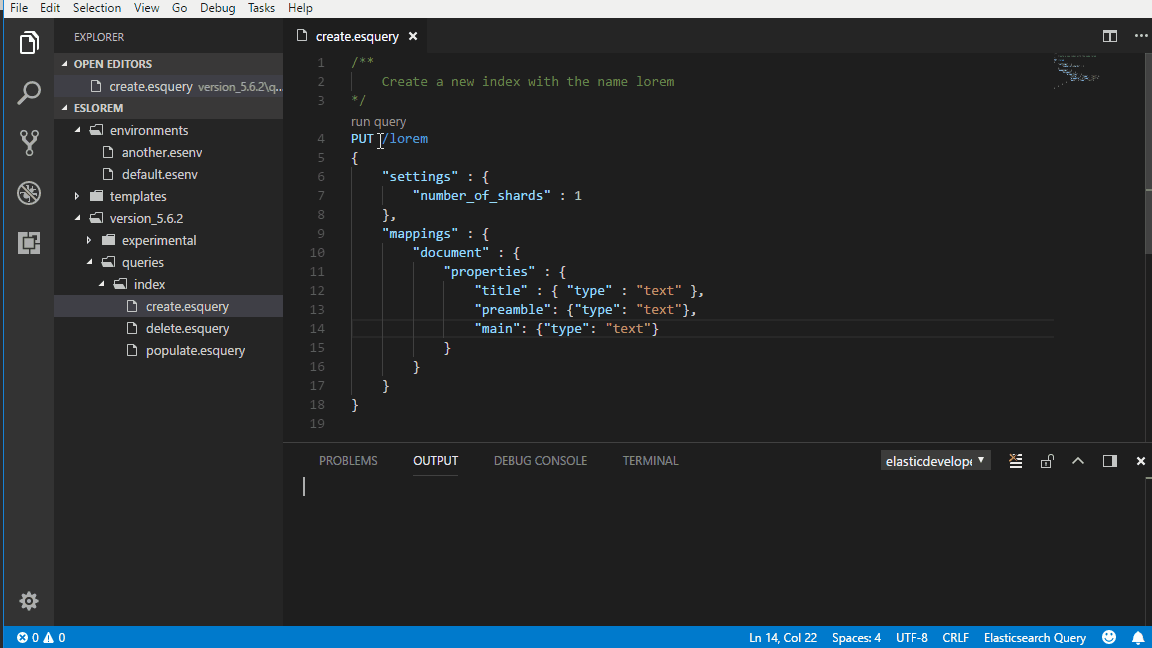 File Edit Selection View Go Debug Tasks Help
EXPLORER
OPEN EDITORS
create.esquery version_5.6.2\q...
ESLOREM
environments
another.esenv
default.esenv
templates
version_5.6.2
experimental
queries
index
create.esquery
delete.esquery
populate.esquery
create.esquery
1 /**
2 Create a new index with the name lorem
3 */
run query
4 PUT /lorem
5 {
6 "settings" : {
7 "number_of_shards" : 1
8 },
9 "mappings" : {
10 "document" : {
11 "properties" : {
12 "title" : { "type" : "text" },
13 "preamble": {"type": "text"},
14 "main": {"type": "text"}
15 }
16 }
17 }
18 }
19
PROBLEMS OUTPUT DEBUG CONSOLE TERMINAL elasticdevelope
0 0 Ln 14, Col 22 Spaces: 4 UTF-8 CRLF Elasticsearch Query